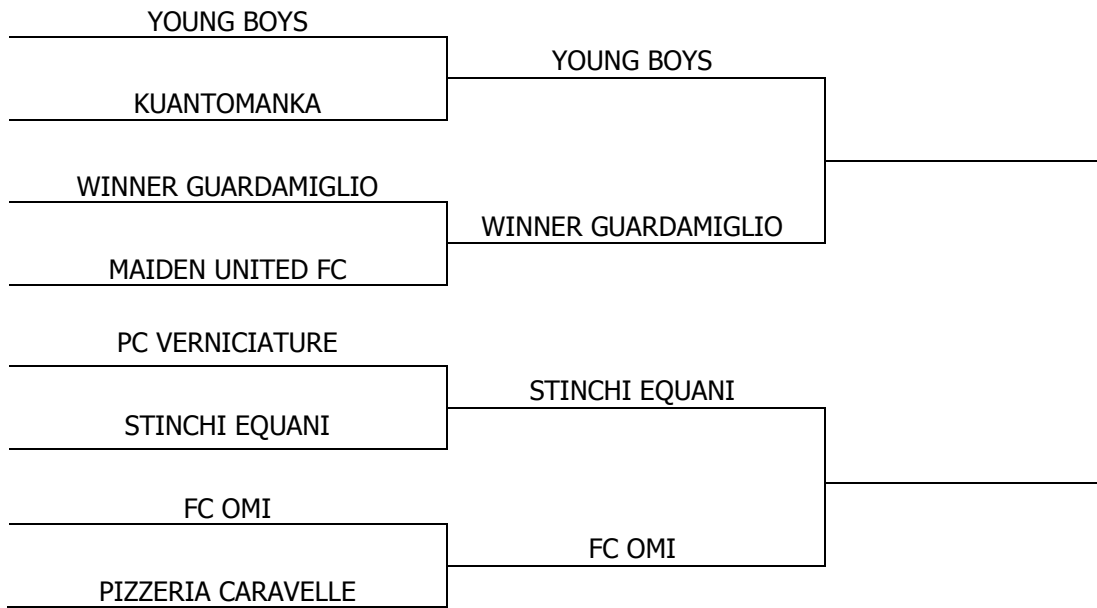 YOUNG BOYS
YOUNG BOYS
KUANTOMANKA
WINNER GUARDAMIGLIO
WINNER GUARDAMIGLIO
MAIDEN UNITED FC
PC VERNICIATURE
STINCHI EQUANI
STINCHI EQUANI
FC OMI
FC OMI
PIZZERIA CARAVELLE